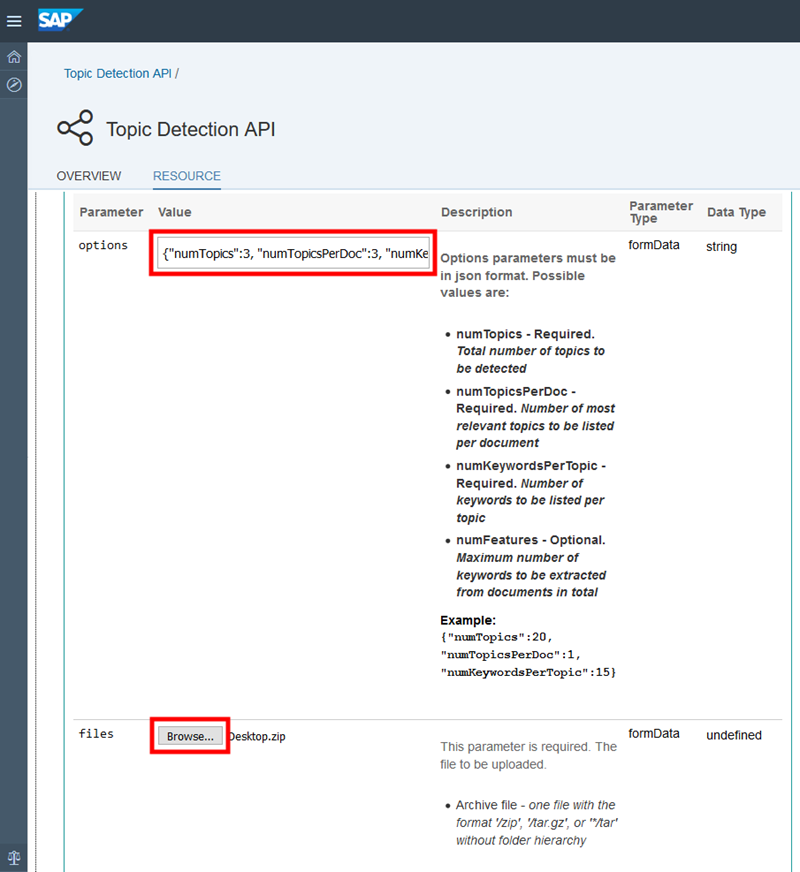 SAP
Topic Detection API /
Topic Detection API
OVERVIEW RESOURCE
Parameter Value Description Parameter Type Data Type
options
{"numTopics":3, "numTopicsPerDoc":3, "numKe
Options parameters must be
in json format. Possible
values are:
formData
string
• numTopics - Required.
Total number of topics to
be detected
• numTopicsPerDoc -
Required. Number of most
relevant topics to be listed
per document
• numKeywordsPerTopic -
Required. Number of
keywords to be listed per
topic
• numFeatures - Optional.
Maximum number of
keywords to be extracted
from documents in total
Example:
{"numTopics":20,
"numTopicsPerDoc":1,
"numKeywordsPerTopic":15}
files
Browse... Desktop.zip
This parameter is required. The
file to be uploaded.
formData
undefined
• Archive file - one file with the
format '/zip', '/tar.gz', or '*/tar'
without folder hierarchy